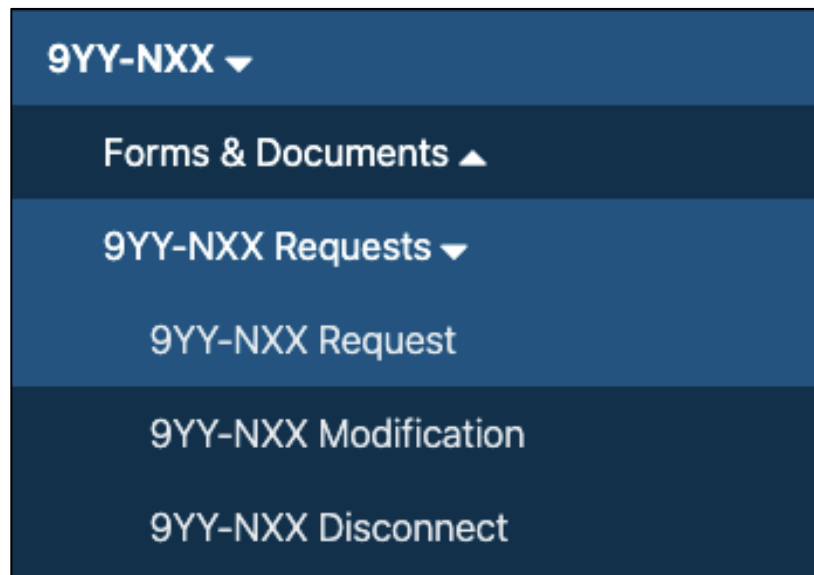 9YY-NXX
Forms & Documents
9YY-NXX Requests
9YY-NXX Request
9YY-NXX Modification
9YY-NXX Disconnect